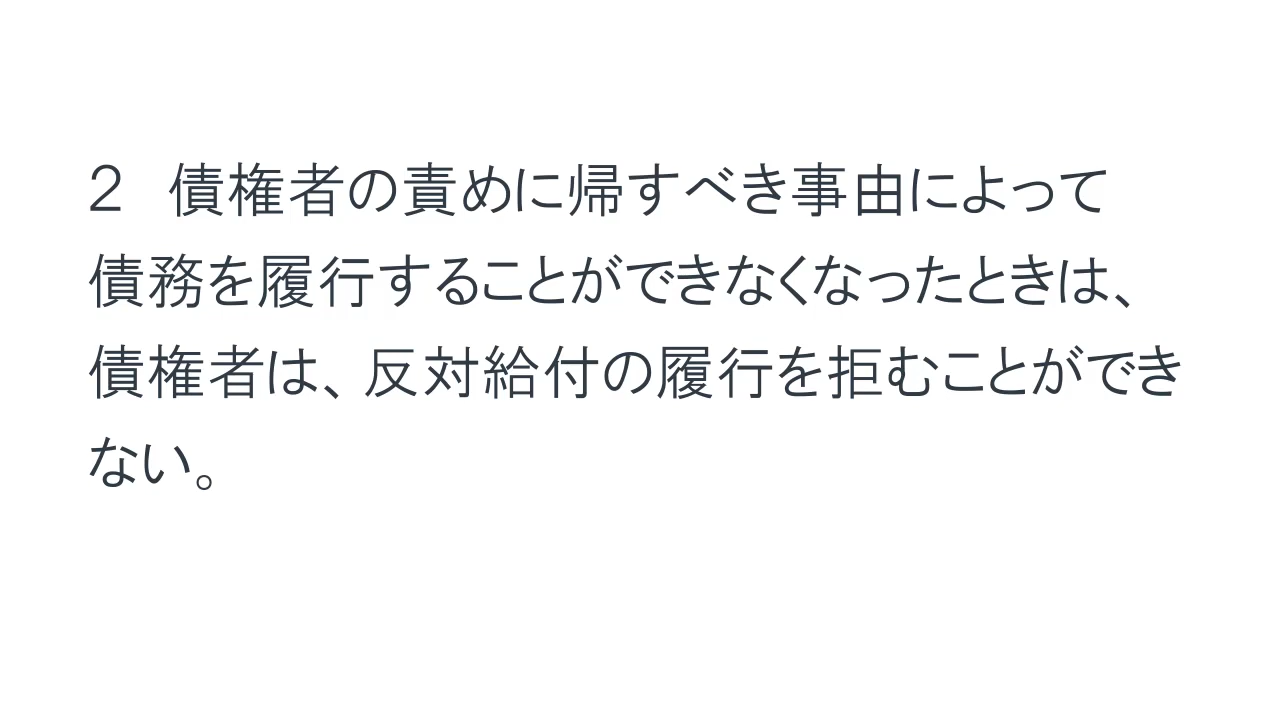 ２　債権者の責めに帰すべき事由によって
債務を履行することができなくなったときは、
債権者は、反対給付の履行を拒むことができ
ない。